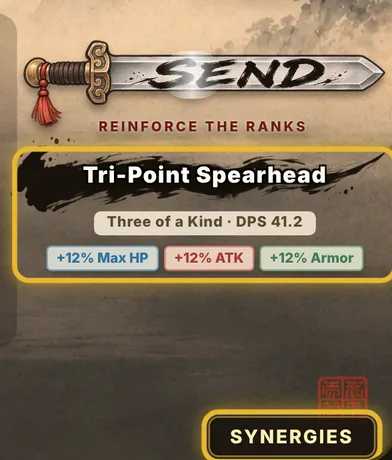 SEND
REINFORCE THE RANKS
Tri-Point Spearhead
Three of a Kind · DPS 41.2
+12% Max HP +12% ATK +12% Armor
SYNERGIES